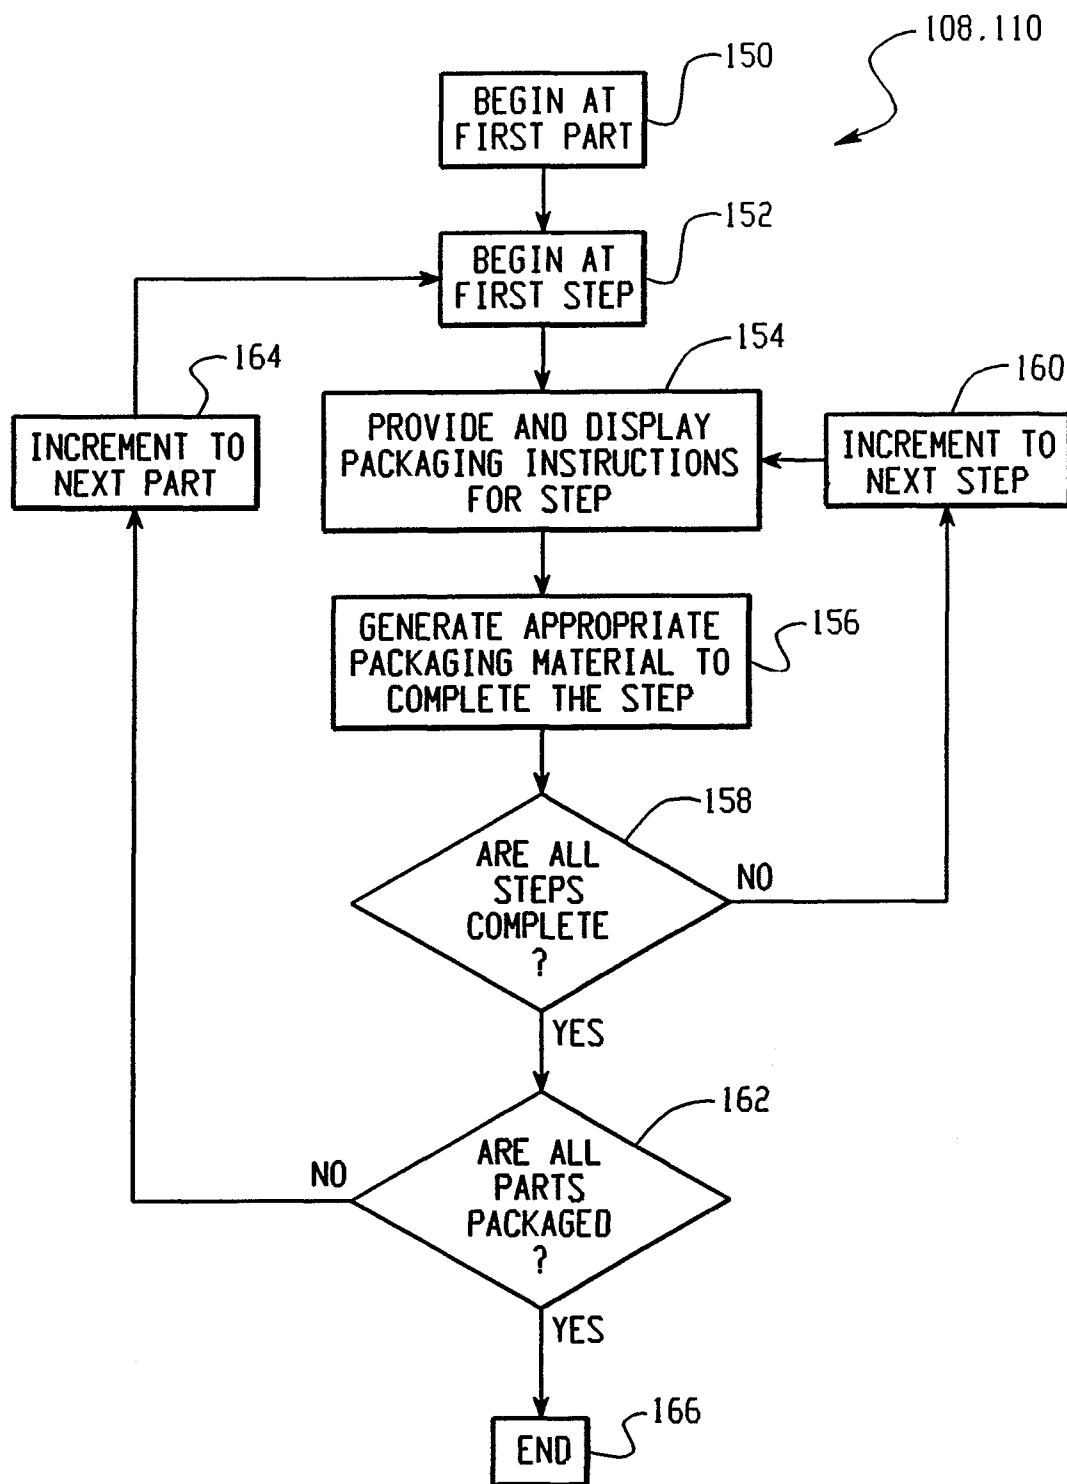 108,110
150
BEGIN AT
FIRST PART
152
BEGIN AT
FIRST STEP
154
PROVIDE AND DISPLAY
PACKAGING INSTRUCTIONS
FOR STEP
164
INCREMENT TO
NEXT PART
160
INCREMENT TO
NEXT STEP
GENERATE APPROPRIATE
PACKAGING MATERIAL TO
COMPLETE THE STEP
156
158
ARE ALL
STEPS
COMPLETE
?
NO
YES
162
ARE ALL
PARTS
PACKAGED
?
NO
YES
166
END